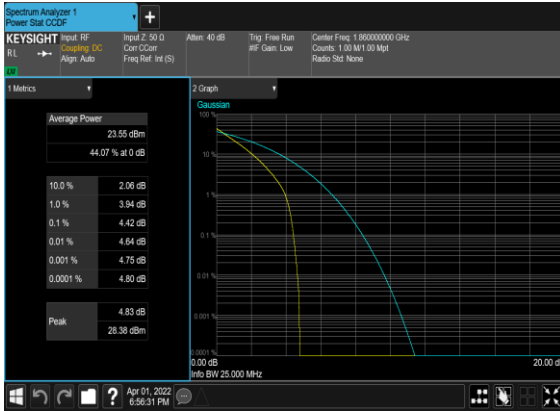 Spectrum Analyzer 1
Power Stat CCDF
+
KEYSIGHT
RL
Input: RF
Coupling: DC
Align: Auto
Input Z: 50 Ω
Corr CCorr
Freq Ref: Int (S)
Atten: 40 dB
Trig: Free Run
#IF Gain: Low
Center Freq: 1.860000000 GHz
Counts: 1.00 M/1.00 Mpt
Radio Std: None
1 Metrics
Average Power
23.55 dBm
44.07 % at 0 dB
10.0 % 2.06 dB
1.0 % 3.94 dB
0.1 % 4.42 dB
0.01 % 4.64 dB
0.001 % 4.75 dB
0.0001 % 4.80 dB
Peak
4.83 dB
28.38 dBm
2 Graph
Gaussian
100 %
10 %
1 %
0.1 %
0.01 %
0.001 %
0.0001 %
0.00 dB
20.00 d
Info BW 25.000 MHz
?
Apr 01, 2022
6:56:31 PM